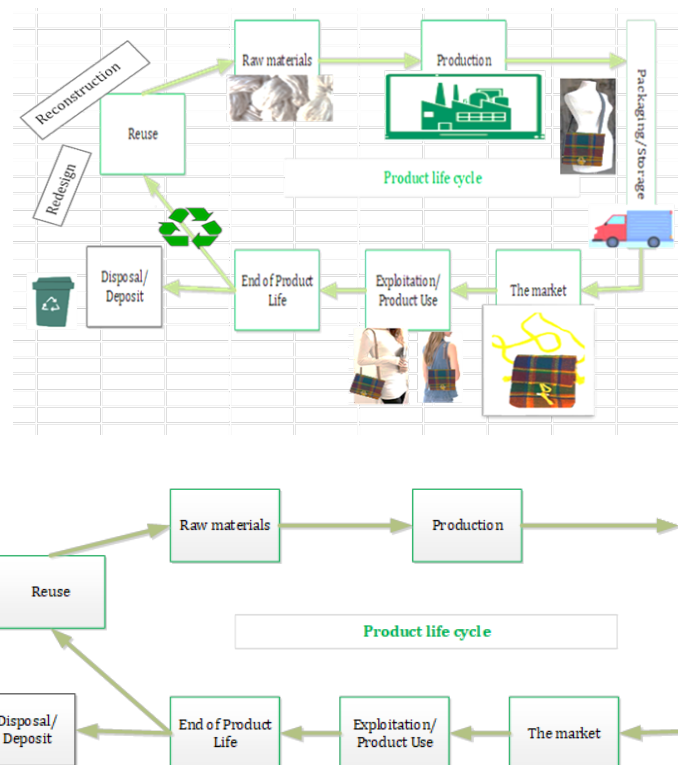 Reconstruction
Raw materials
Production
Packaging/Storage
Reuse
Redesign
Product life cycle
Disposal/
Deposit
End of Product
Life
Exploitation/
Product Use
The market
Raw materials
Production
Reuse
Product life cycle
Disposal/
Deposit
End of Product
Life
Exploitation/
Product Use
The market